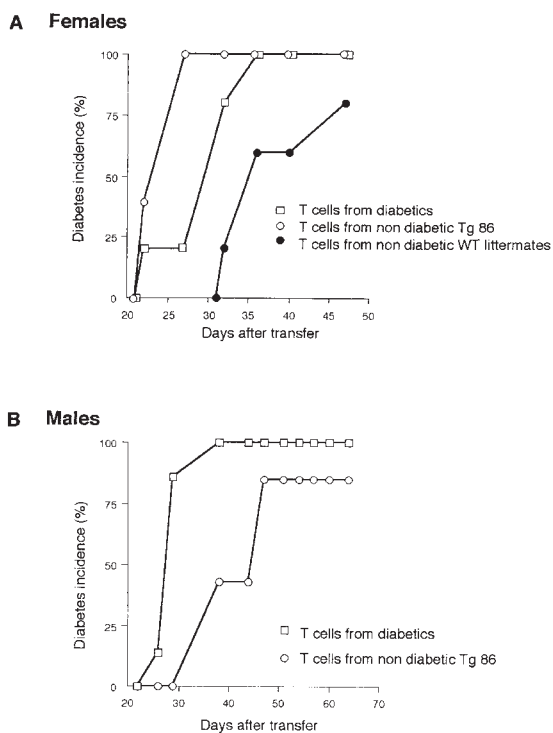 A Females
100
75
50
25
0
Diabetes incidence (%)
T cells from diabetics
T cells from non diabetic Tg 86
T cells from non diabetic WT littermates
20 25 30 35 40 45 50
Days after transfer
B Males
100
75
50
25
0
Diabetes incidence (%)
T cells from diabetics
T cells from non diabetic Tg 86
20 30 40 50 60 70
Days after transfer